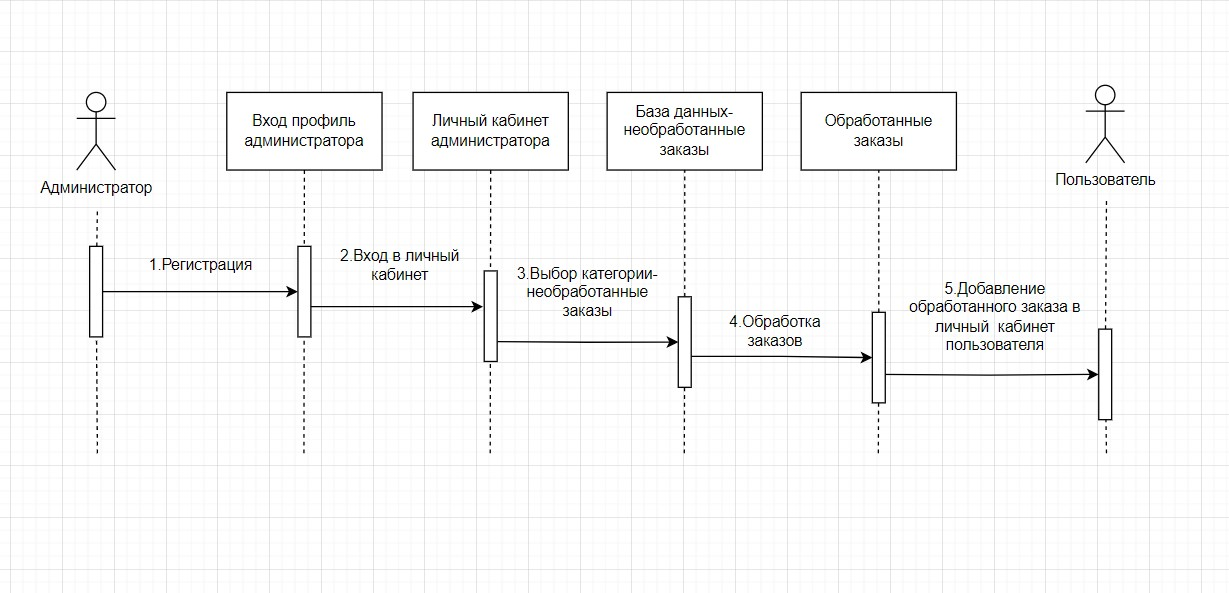 Администратор
Вход профиль
администратора
Личный кабинет
администратора
База данных-
необработанные
заказы
Обработанные
заказы
Пользователь
1.Регистрация
2.Вход в личный
кабинет
3.Выбор категории-
необработанные
заказы
4.Обработка
заказов
5.Добавление
обработанного заказа в
личный кабинет
пользователя